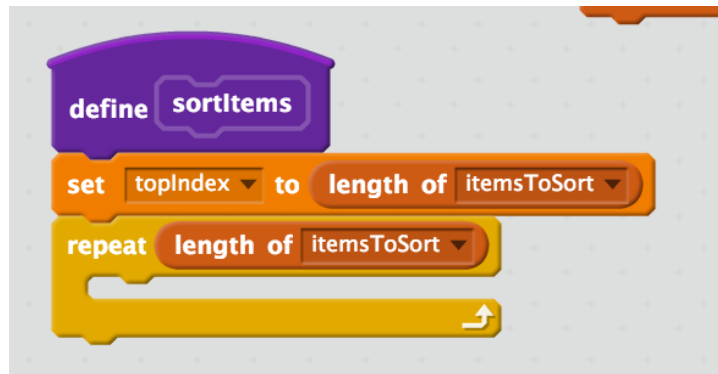 define sortItems
set topIndex to length of itemsToSort
repeat length of itemsToSort